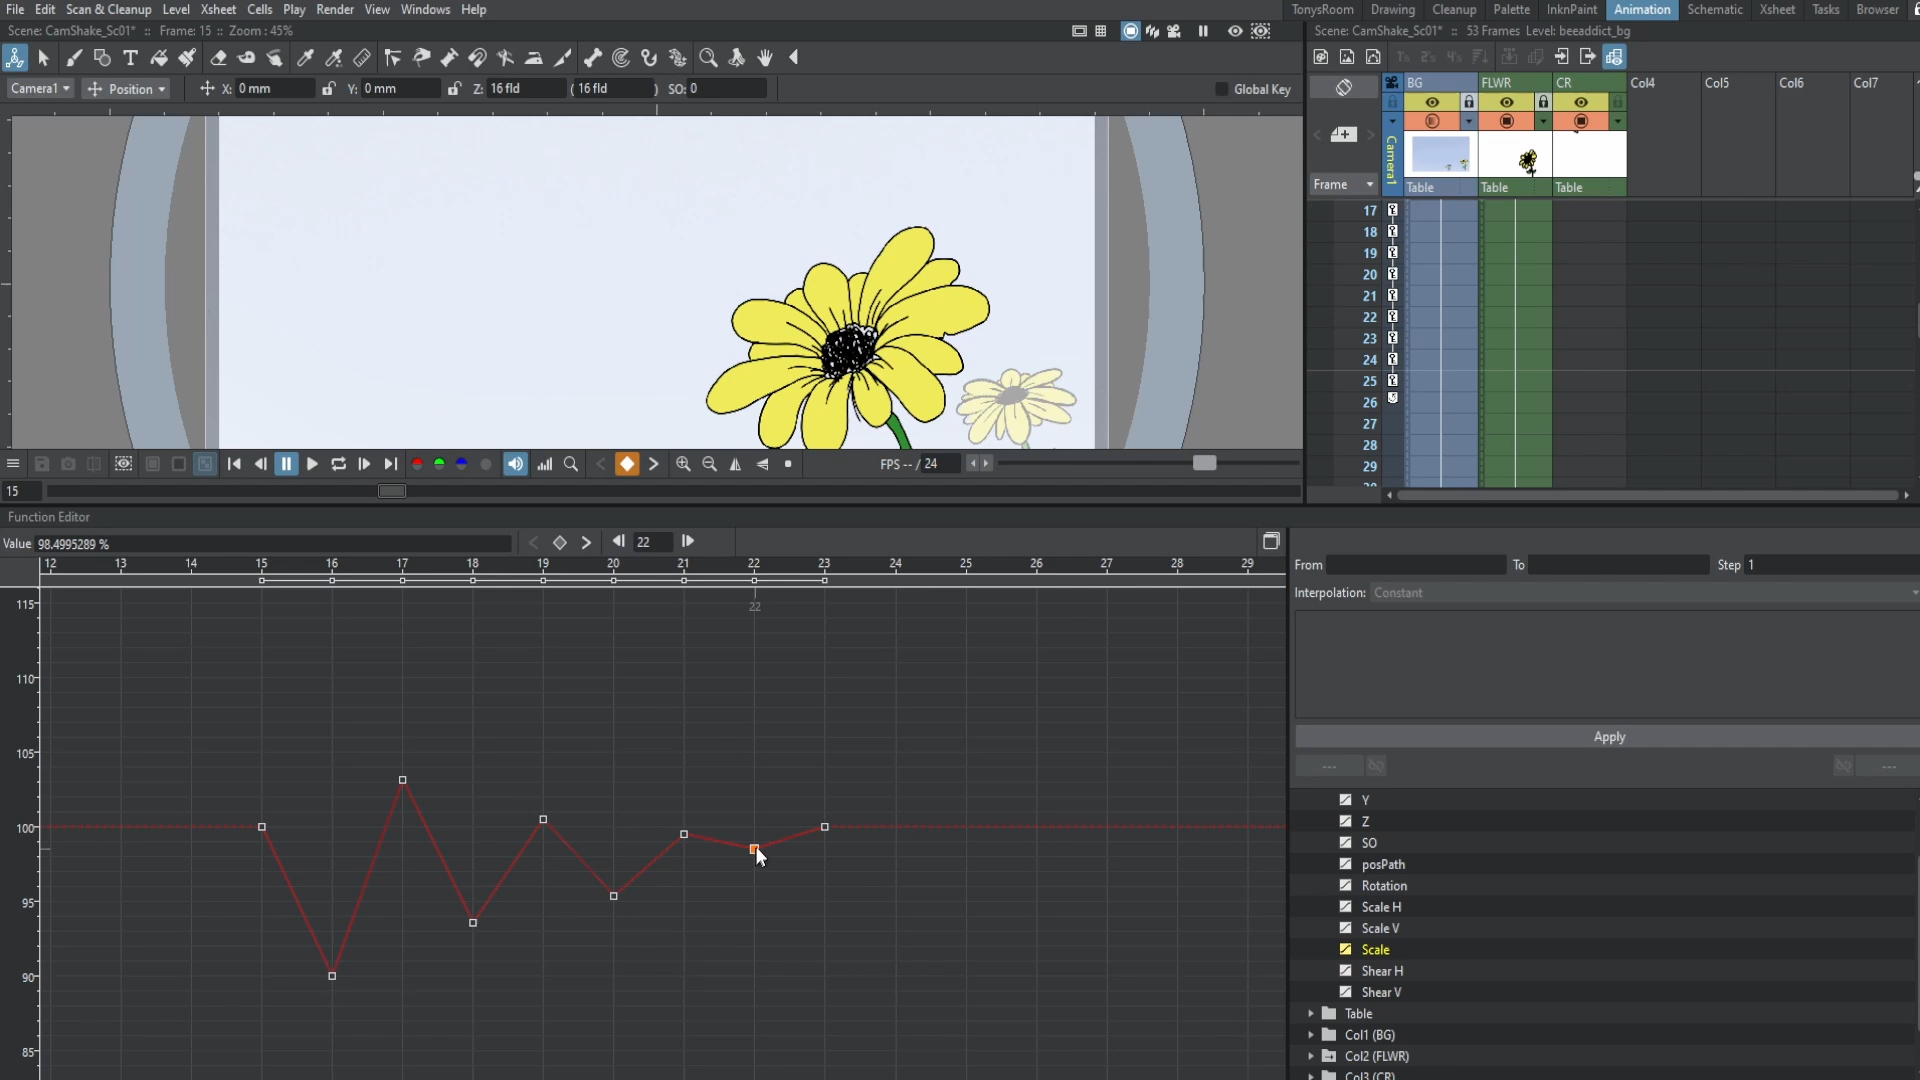 File Edit Scan & Cleanup Level Xsheet Cells Play Render View Windows Help
TonysRoom Drawing Cleanup Palette InknPaint Animation Schematic Xsheet Tasks Browser
Scene: CamShake_Sc01* :: Frame: 15 :: Zoom : 45%
Scene: CamShake_Sc01* :: 53 Frames Level: beeaddict_bg
Camera1 Position X: 0 mm Y: 0 mm Z: 16 fld ( 16 fld ) SO: 0 Global Key
BG FLWR CR Col4 Col5 Col6 Col7
Camera1
Frame Table Table Table
17
18
19
20
21
22
23
24
25
26
27
28
29
FPS -- / 24
15
Function Editor
Value 98.4995289 % 22
12 13 14 15 16 17 18 19 20 21 22 23 24 25 26 27 28 29
22
115
110
105
100
95
90
85
From To Step 1
Interpolation: Constant
Apply
--- ---
Y
Z
SO
posPath
Rotation
Scale H
Scale V
Scale
Shear H
Shear V
Table
Col1 (BG)
Col2 (FLWR)
Col3 (CR)